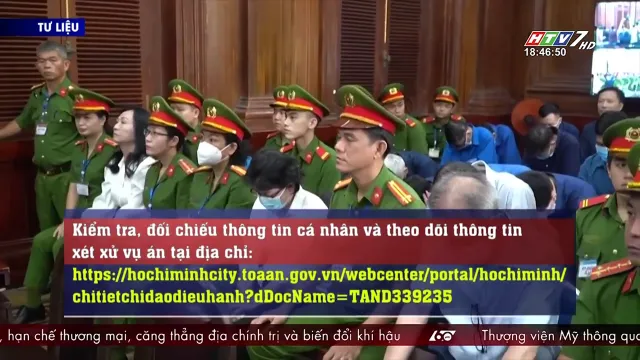 TƯ LIỆU
HTV7 HD
18:46:50
Kiểm tra, đối chiếu thông tin cá nhân và theo dõi thông tin
xét xử vụ án tại địa chỉ:
https://hochiminhcity.toaan.gov.vn/webcenter/portal/hochiminh/
chitietchidaodieuhanh?dDocName=TAND339235
, hạn chế thương mại, căng thẳng địa chính trị và biến đổi khí hậu
Thượng viện Mỹ thông qua